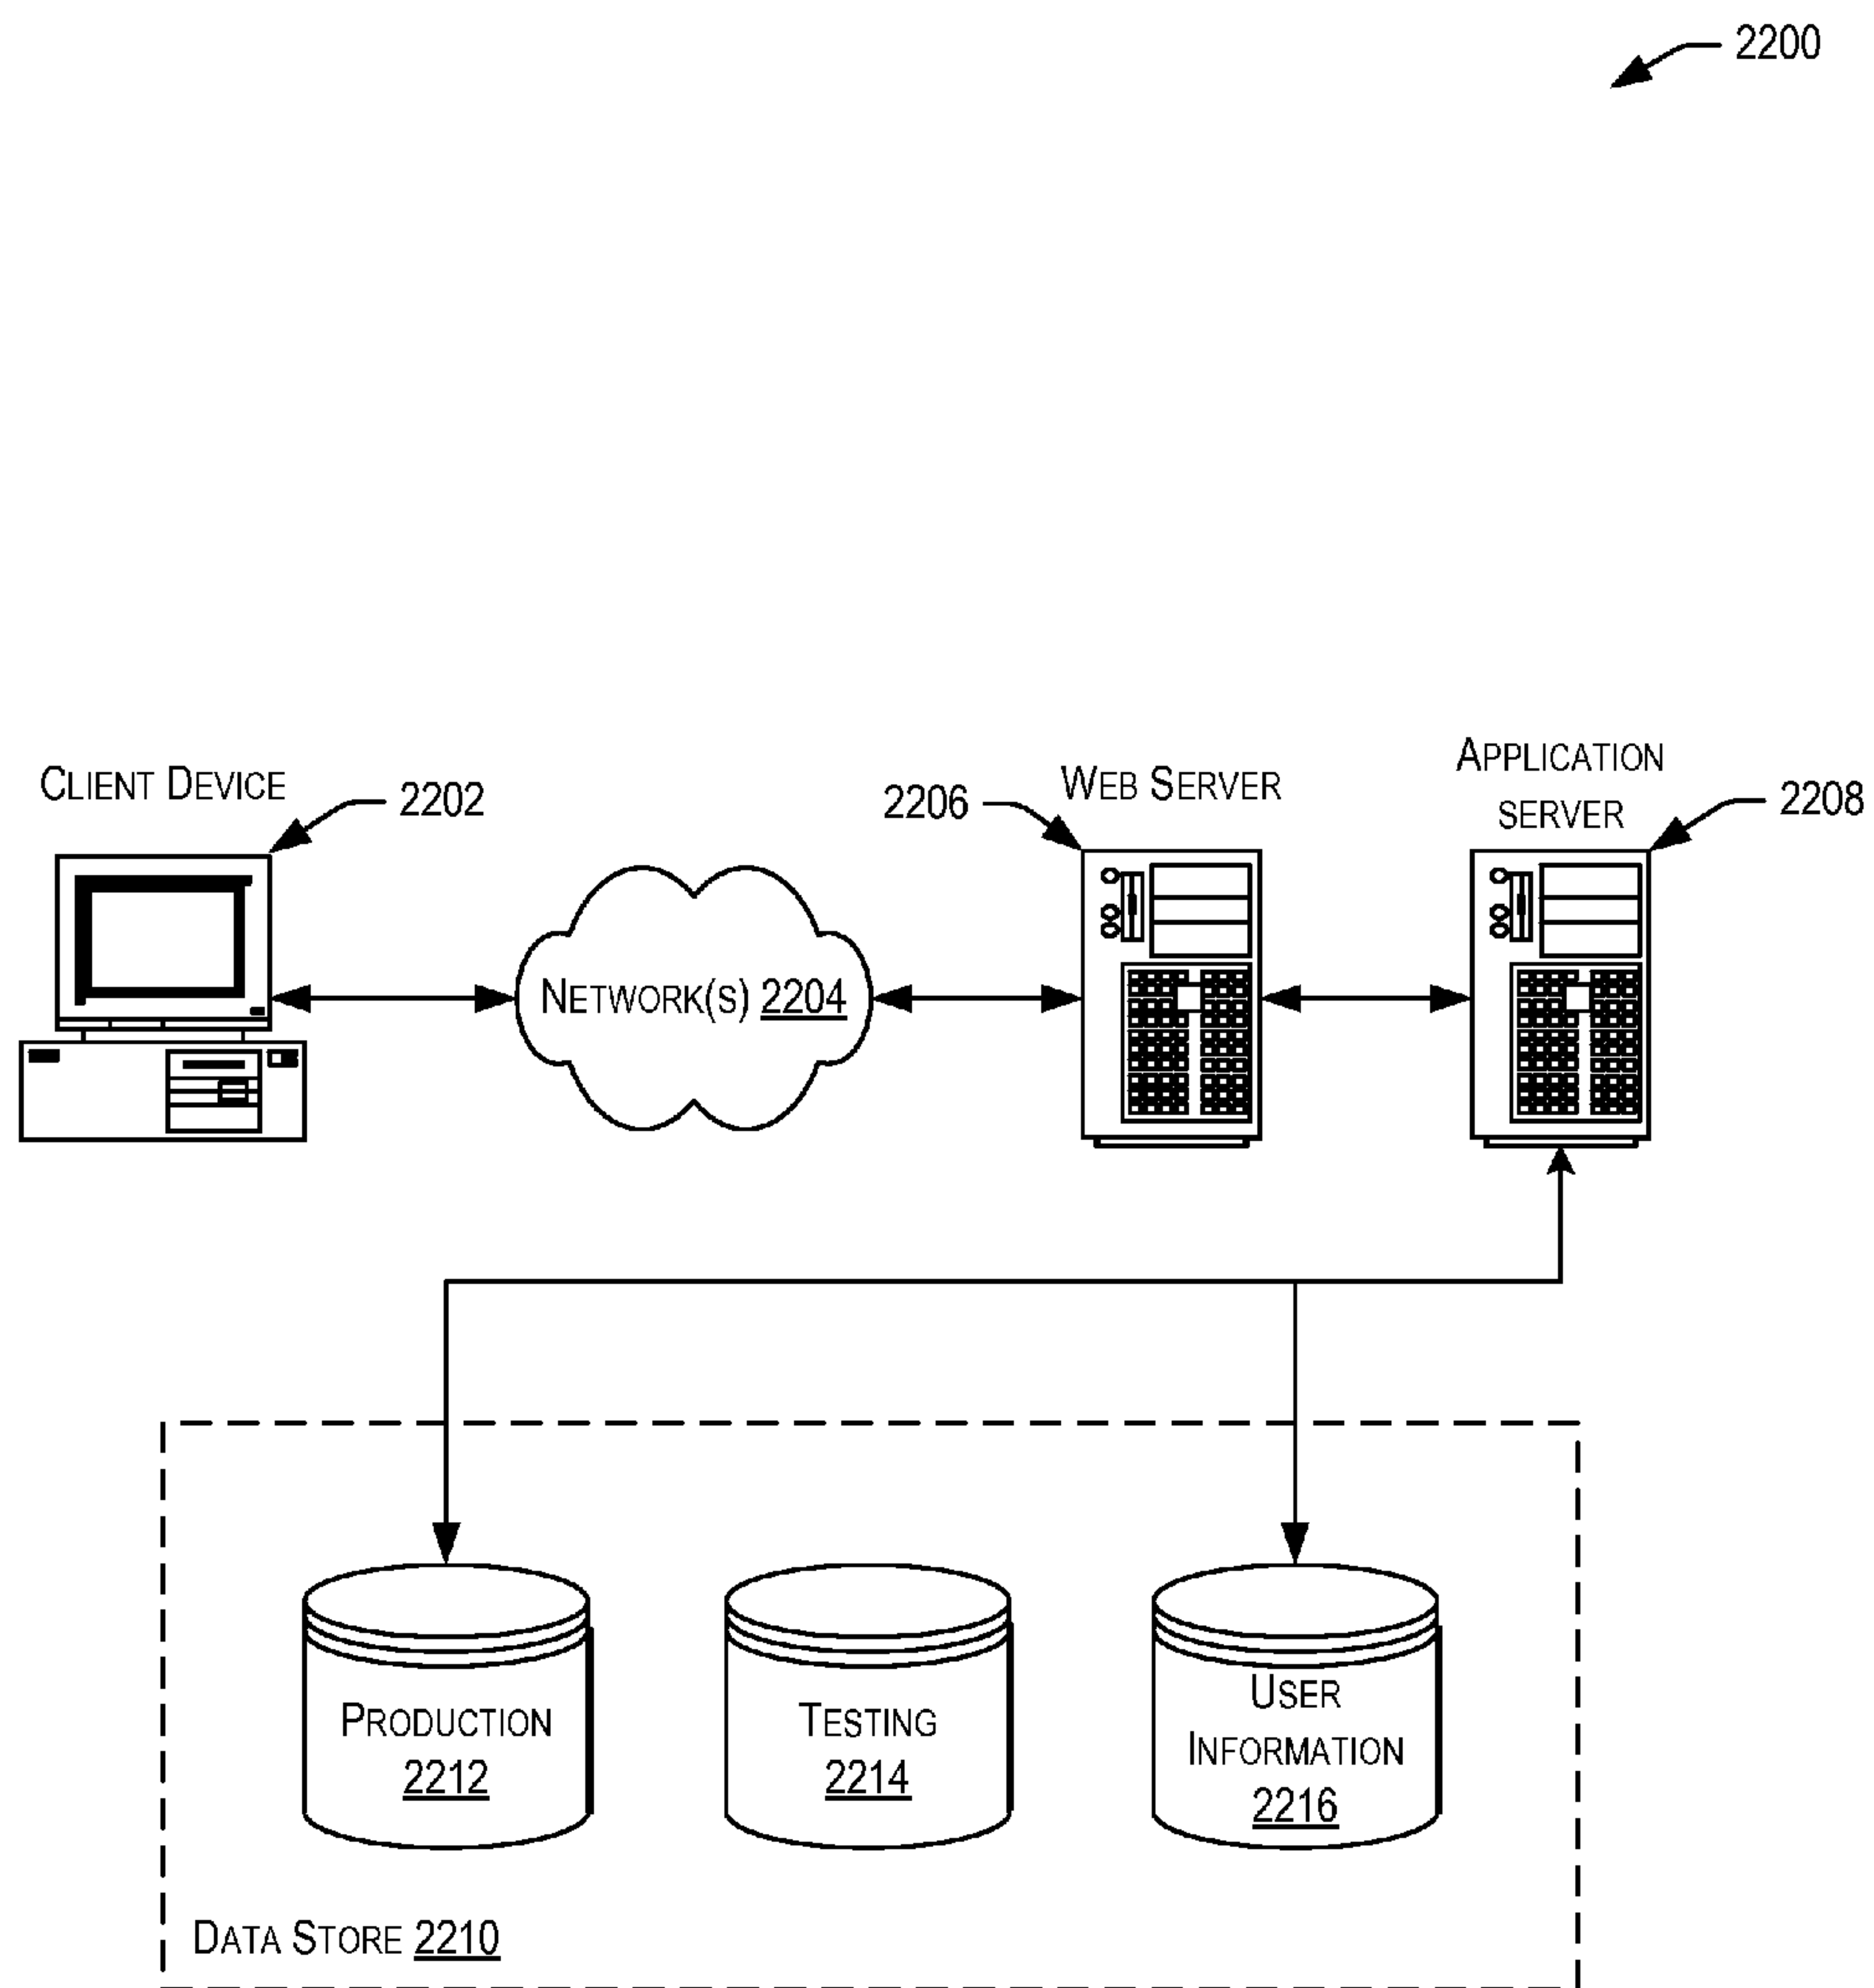 2200
CLIENT DEVICE
2202
2206
WEB SERVER
APPLICATION
SERVER
2208
NETWORK(S) 2204
PRODUCTION
2212
TESTING
2214
USER
INFORMATION
2216
DATA STORE 2210